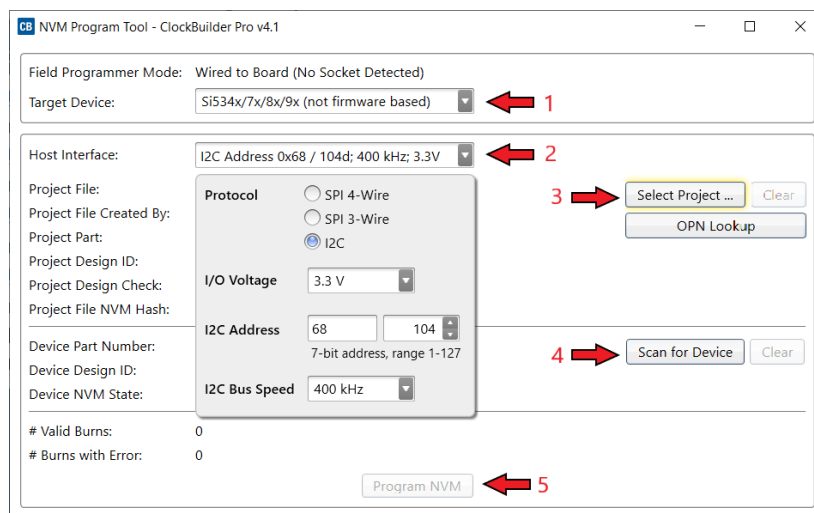 CB NVM Program Tool - ClockBuilder Pro v4.1
Field Programmer Mode: Wired to Board (No Socket Detected)
Target Device: Si534x/7x/8x/9x (not firmware based) 1
Host Interface: I2C Address 0x68 / 104d; 400 kHz; 3.3V 2
Project File:
Project File Created By:
Project Part:
Project Design ID:
Project Design Check:
Project File NVM Hash:
Protocol SPI 4-Wire
SPI 3-Wire
I2C
I/O Voltage 3.3 V
I2C Address 68 104
7-bit address, range 1-127
I2C Bus Speed 400 kHz
3 Select Project ... Clear
OPN Lookup
Device Part Number:
Device Design ID:
Device NVM State:
4 Scan for Device Clear
# Valid Burns: 0
# Burns with Error: 0
Program NVM 5